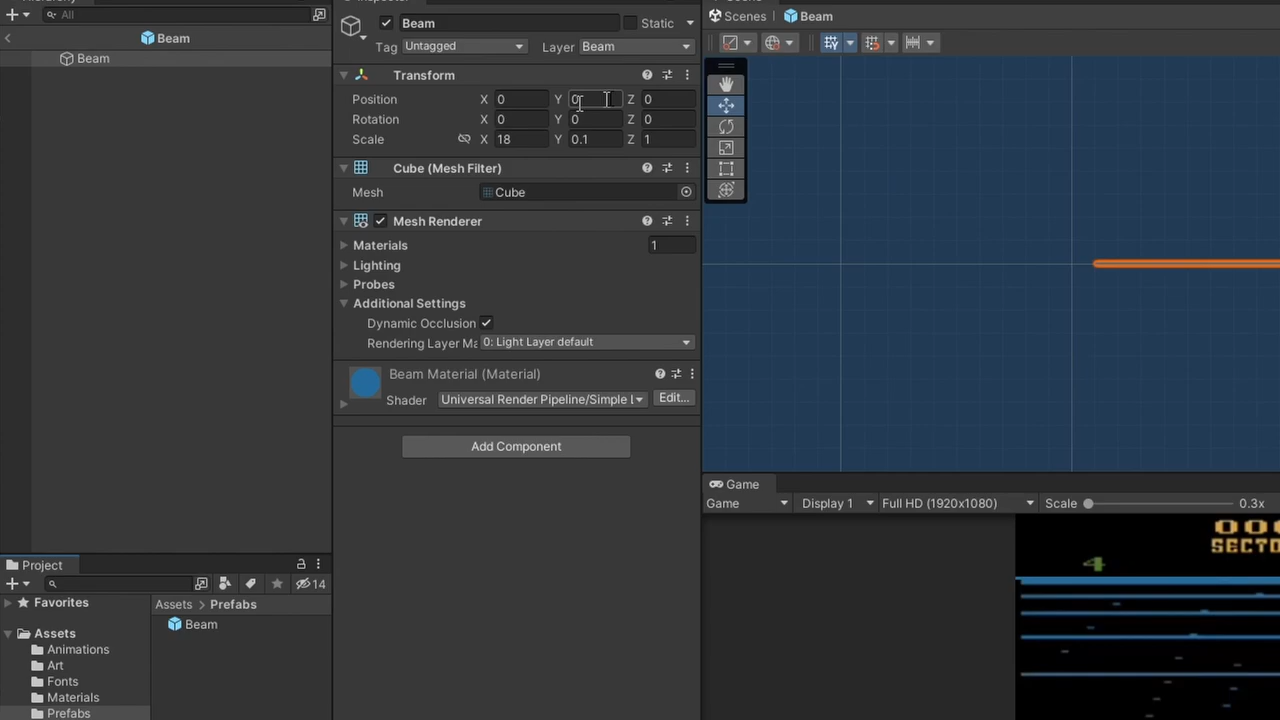 All
Beam
Beam
Beam
Static
Tag Untagged
Layer Beam
Transform
Position X 0 Y 0 Z 0
Rotation X 0 Y 0 Z 0
Scale X 18 Y 0.1 Z 1
Cube (Mesh Filter)
Mesh Cube
Mesh Renderer
Materials 1
Lighting
Probes
Additional Settings
Dynamic Occlusion
Rendering Layer Ma 0: Light Layer default
Beam Material (Material)
Shader Universal Render Pipeline/Simple L Edit...
Add Component
Scenes Beam
Game
Game Display 1 Full HD (1920x1080) Scale 0.3x
SECTO
4
Project
14
Favorites
Assets
Animations
Art
Fonts
Materials
Prefabs
Assets > Prefabs
Beam